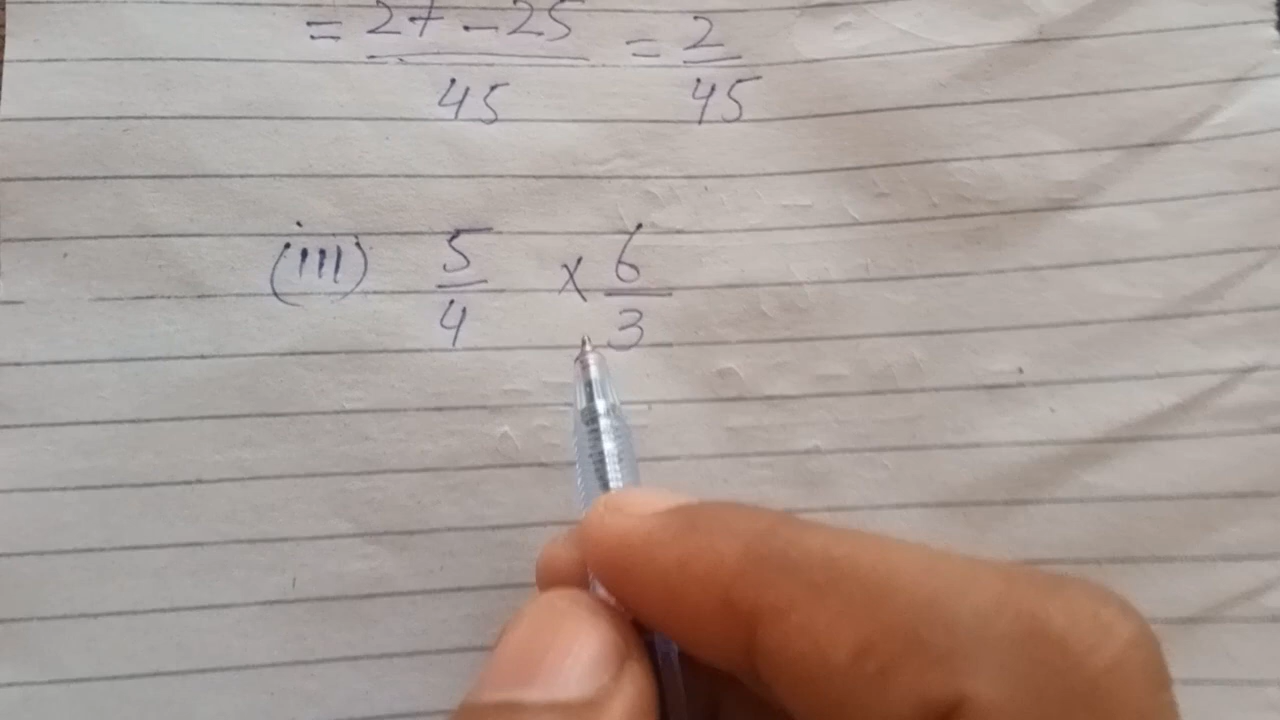 = 27 - 25 / 45 = 2 / 45
(iii) 5 / 4 × 6 / 3